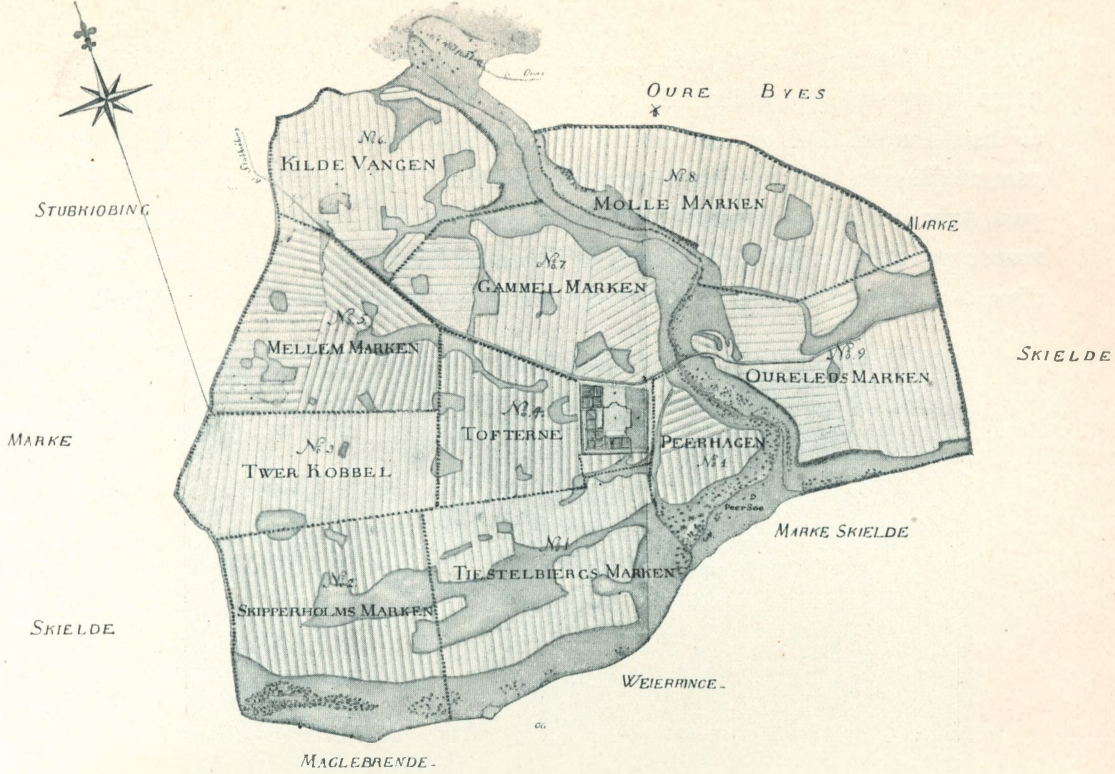 OURE BYES
No. 6.
KILDE VANGEN
No. 8.
MOLLE MARKEN
STUBKIOBING
MARKE
No. 7
GAMMEL MARKEN
No. 5
MELLEM MARKEN
SKIELDE
No. 9
OURELEDS MARKEN
No. 4.
TOFTERNE
PEERHAGEN
No. 1
MARKE
No. 3
TWER KOBBEL
PeerSoe
MARKE SKIELDE
No. 1
TIESTELBIERGS MARKEN
No. 2
SKIPPERHOLMS MARKEN
SKIELDE
WEIERRINGE-
MAGLEBRENDE-